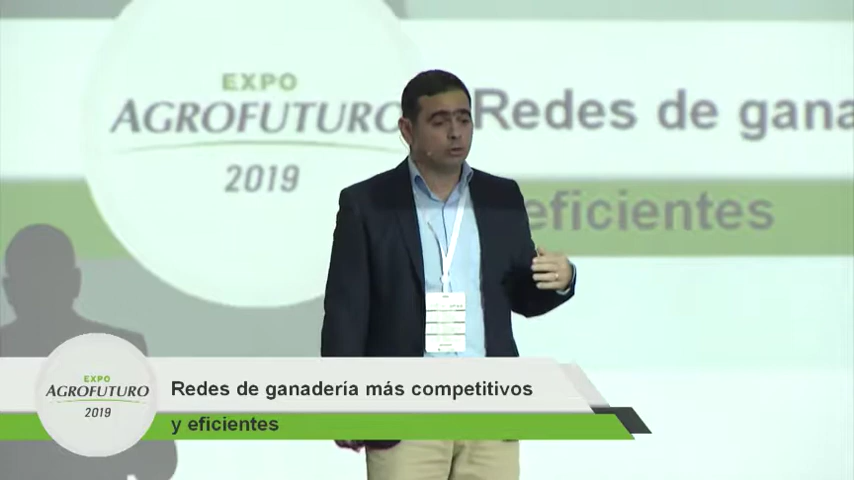 EXPO
AGROFUTURO
2019
Redes de gana
eficientes
EXPO
AGROFUTURO
2019
Redes de ganadería más competitivos
y eficientes